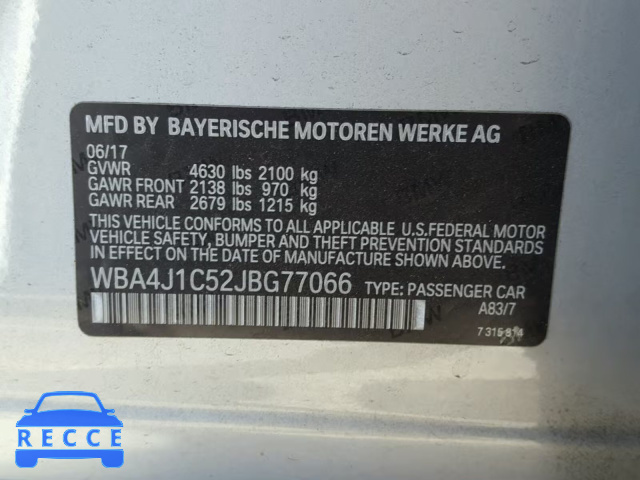 MFD BY BAYERISCHE MOTOREN WERKE AG
06/17
GVWR 4630 lbs 2100 kg
GAWR FRONT 2138 lbs 970 kg
GAWR REAR 2679 lbs 1215 kg
THIS VEHICLE CONFORMS TO ALL APPLICABLE U.S.FEDERAL MOTOR
VEHICLE SAFETY, BUMPER AND THEFT PREVENTION STANDARDS
IN EFFECT ON THE DATE OF MANUFACTURE SHOWN ABOVE.
WBA4J1C52JBG77066 TYPE: PASSENGER CAR
A83/7
RECCE